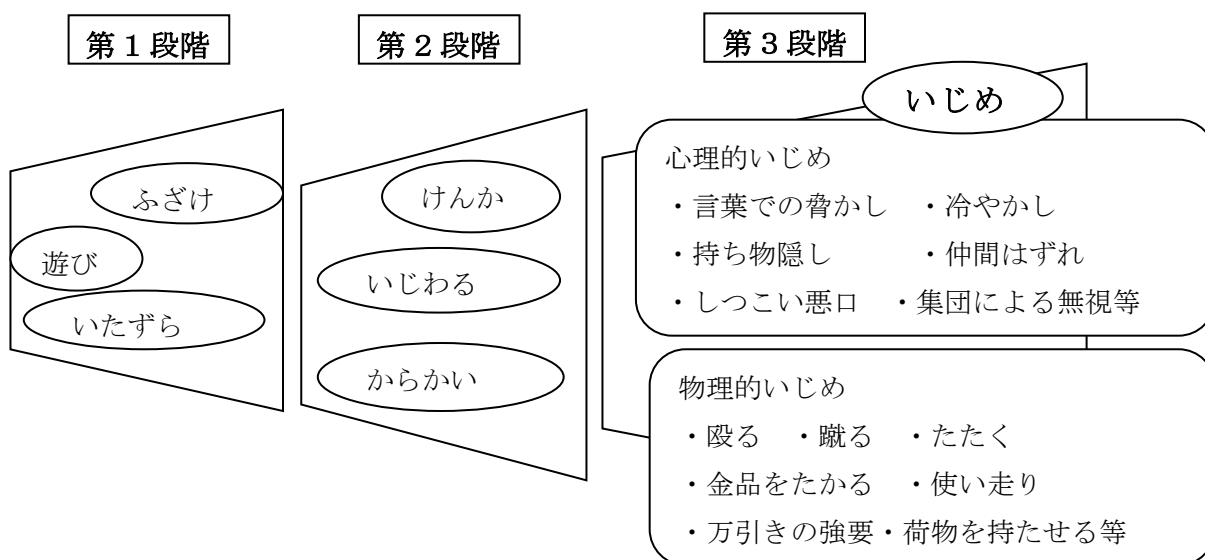 第１段階
第２段階
第３段階
ふざけ
遊び
いたずら
けんか
いじわる
からかい
いじめ
心理的いじめ
・言葉での脅かし　・冷やかし
・持ち物隠し　・仲間はずれ
・しつこい悪口　・集団による無視等
物理的いじめ
・殴る　・蹴る　・たたく
・金品をたかる　・使い走り
・万引きの強要・荷物を持たせる等